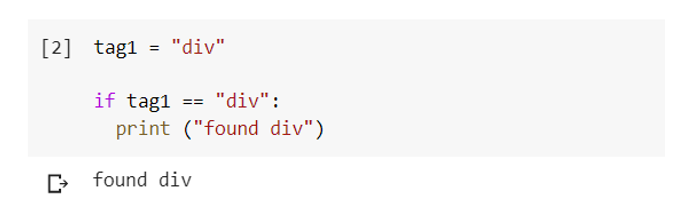 [2] tag1 = "div"
if tag1 == "div":
  print ("found div")
found div